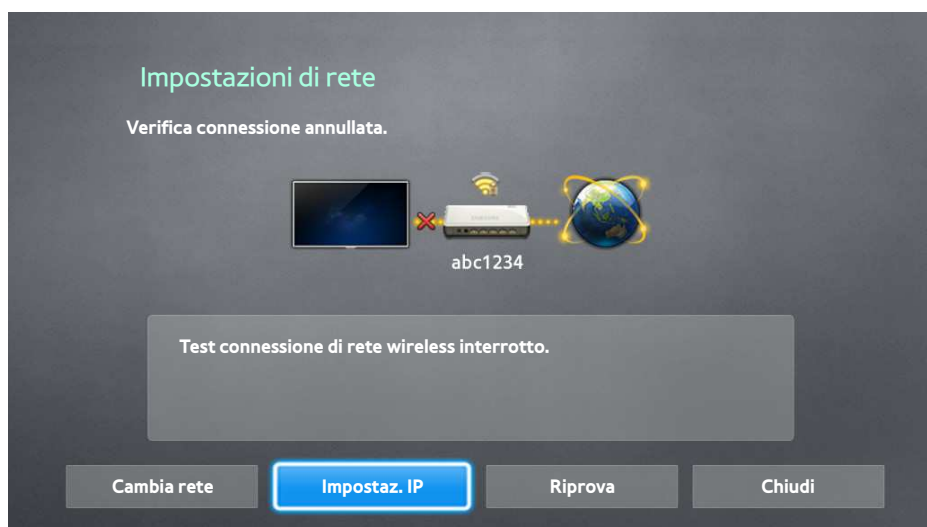 Impostazioni di rete
Verifica connessione annullata.
abc1234
Test connessione di rete wireless interrotto.
Cambia rete
Impostaz. IP
Riprova
Chiudi